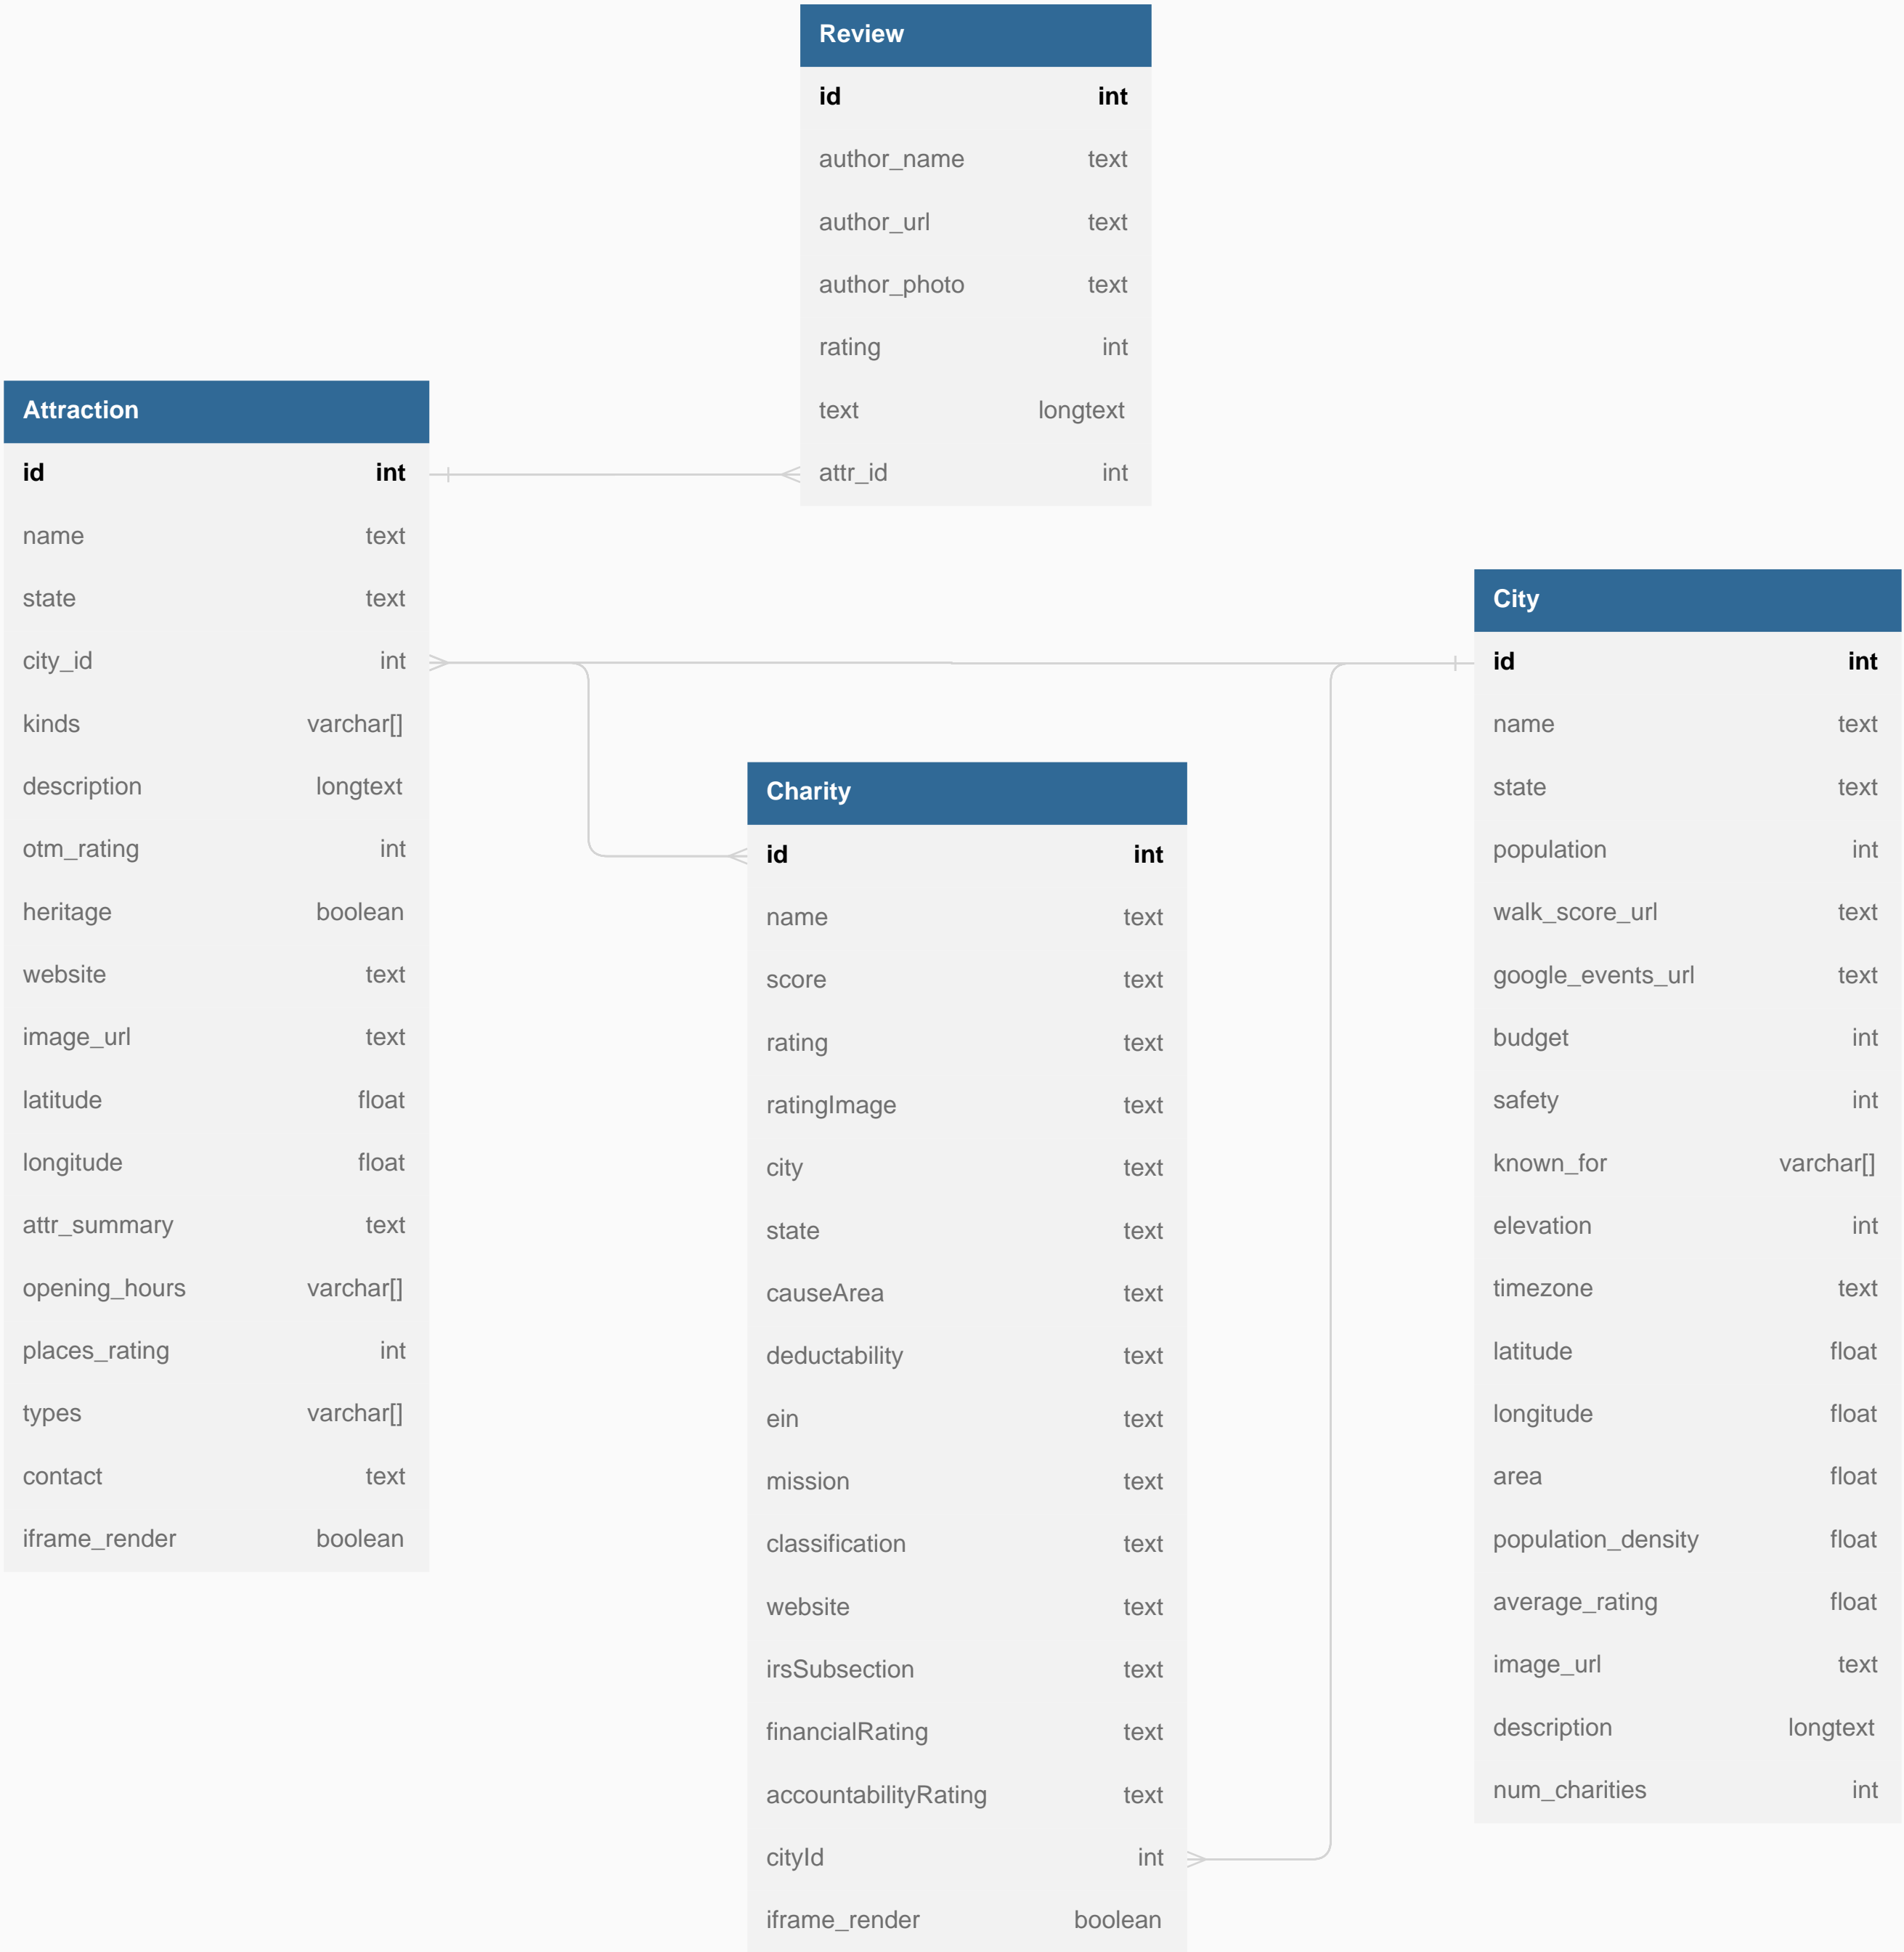 Review
id int
author_name text
author_url text
author_photo text
rating int
text longtext
attr_id int
Attraction
id int
name text
state text
city_id int
kinds varchar[]
description longtext
otm_rating int
heritage boolean
website text
image_url text
latitude float
longitude float
attr_summary text
opening_hours varchar[]
places_rating int
types varchar[]
contact text
iframe_render boolean
Charity
id int
name text
score text
rating text
ratingImage text
city text
state text
causeArea text
deductability text
ein text
mission text
classification text
website text
irsSubsection text
financialRating text
accountabilityRating text
cityId int
iframe_render boolean
City
id int
name text
state text
population int
walk_score_url text
google_events_url text
budget int
safety int
known_for varchar[]
elevation int
timezone text
latitude float
longitude float
area float
population_density float
average_rating float
image_url text
description longtext
num_charities int